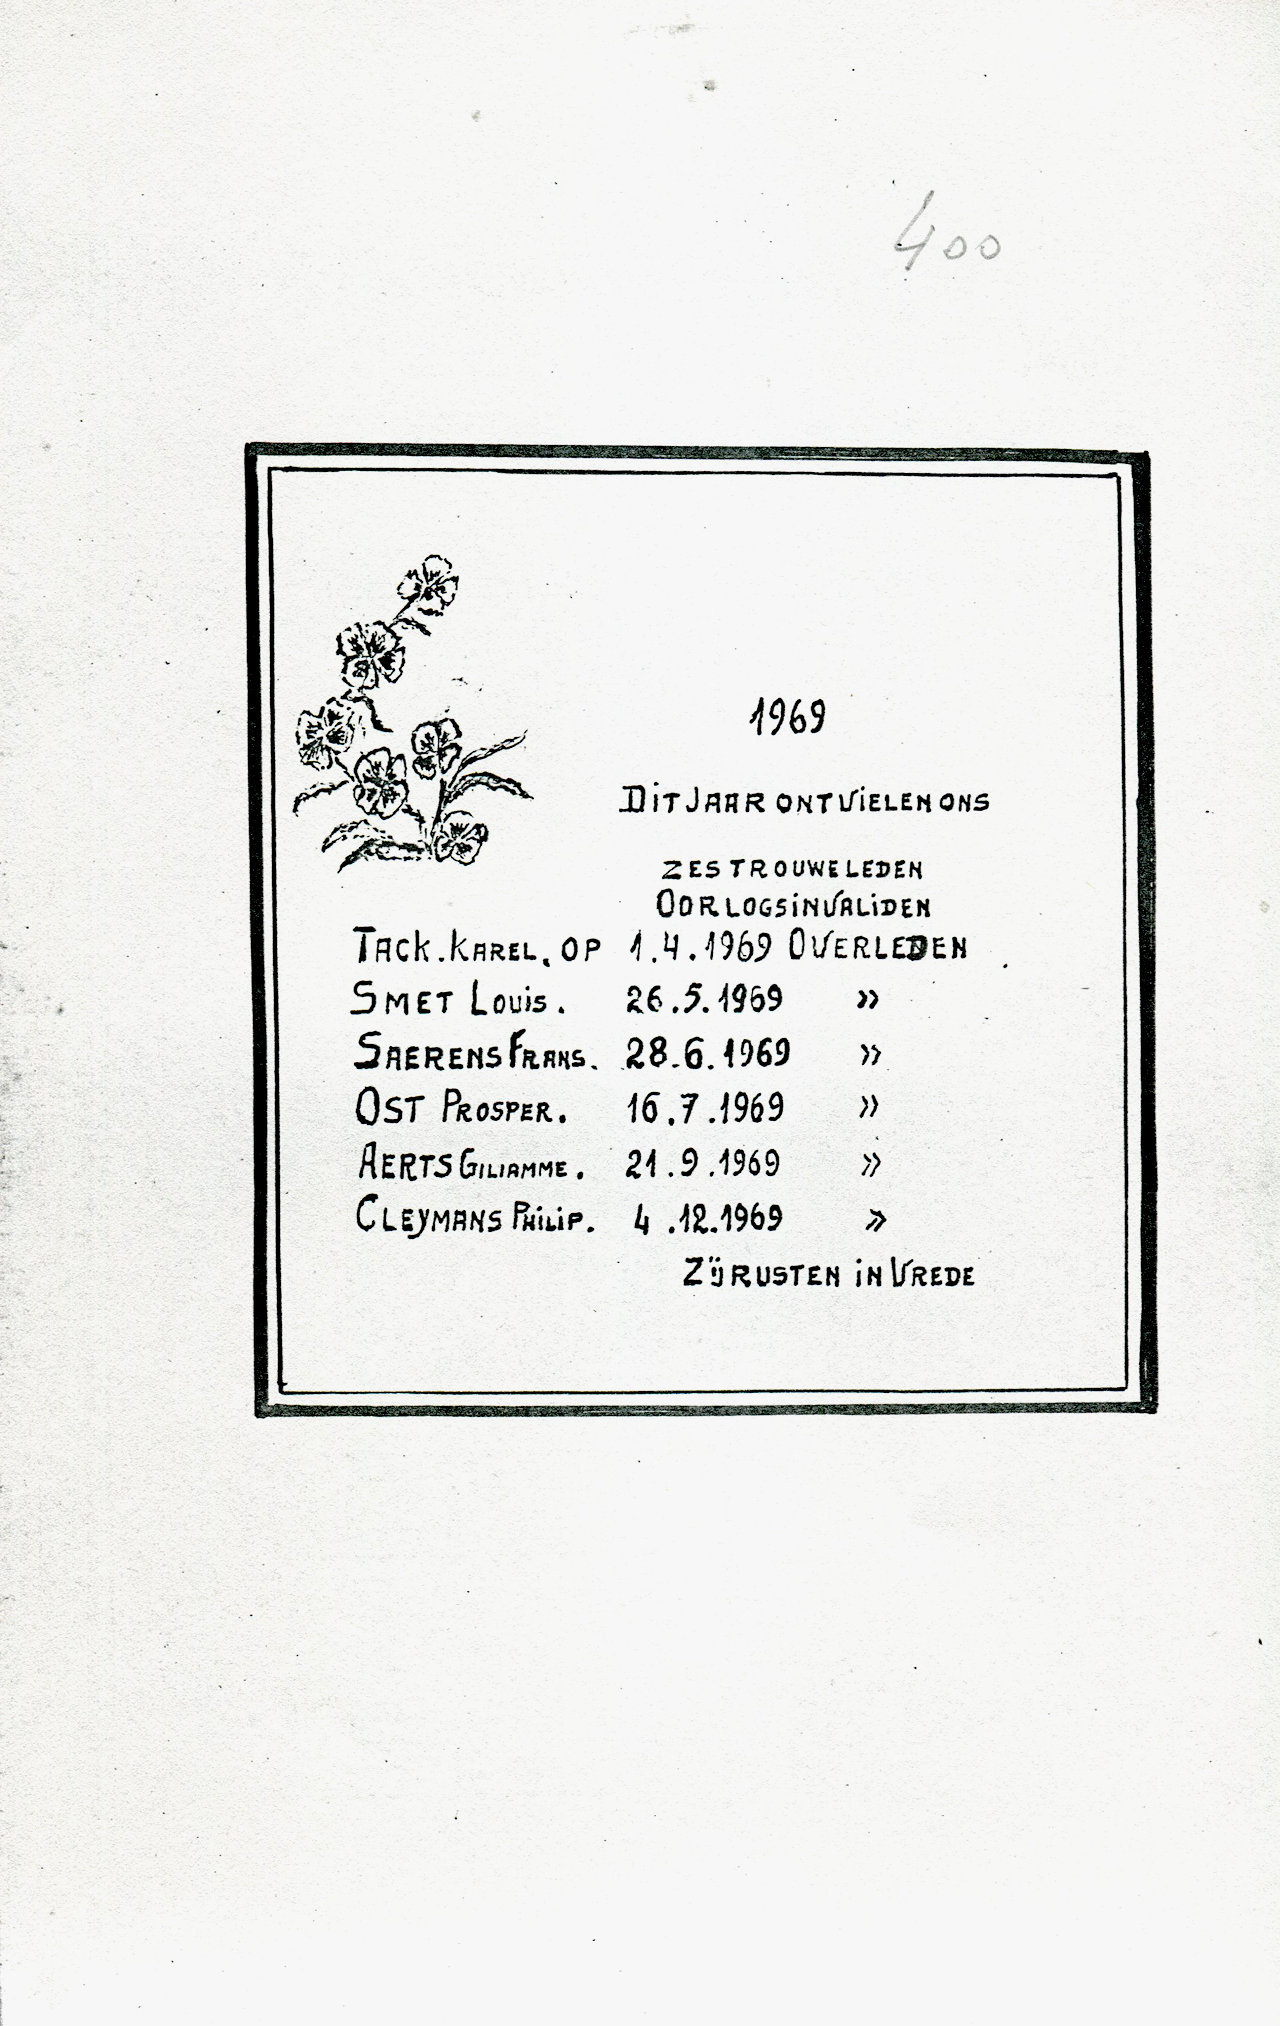 400
1969
DIT JAAR ONTVIELEN ONS
ZES TROUWE LEDEN
OORLOGSINVALIDEN
TACK. KAREL. OP 1.4.1969 OVERLEDEN
SMET LOUIS. 26.5.1969 »
SAERENS FRANS. 28.6.1969 »
OST PROSPER. 16.7.1969 »
AERTS GILIAMME. 21.9.1969 »
CLEYMANS PHILIP. 4.12.1969 »
ZIJ RUSTEN IN VREDE